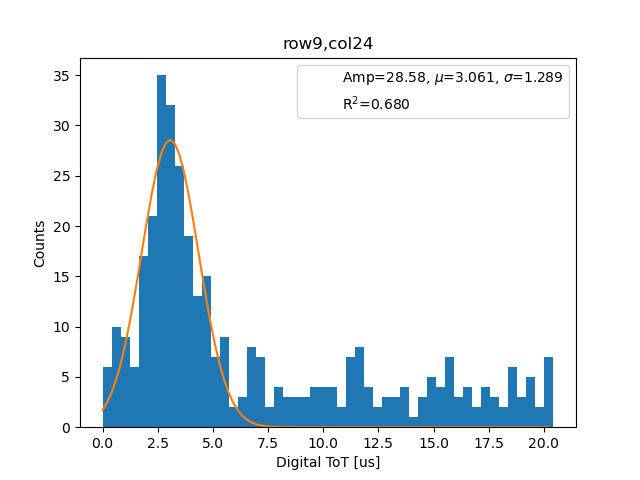 row9,col24
Amp=28.58, μ=3.061, σ=1.289
R²=0.680
Counts
35
30
25
20
15
10
5
0
0.0 2.5 5.0 7.5 10.0 12.5 15.0 17.5 20.0
Digital ToT [us]